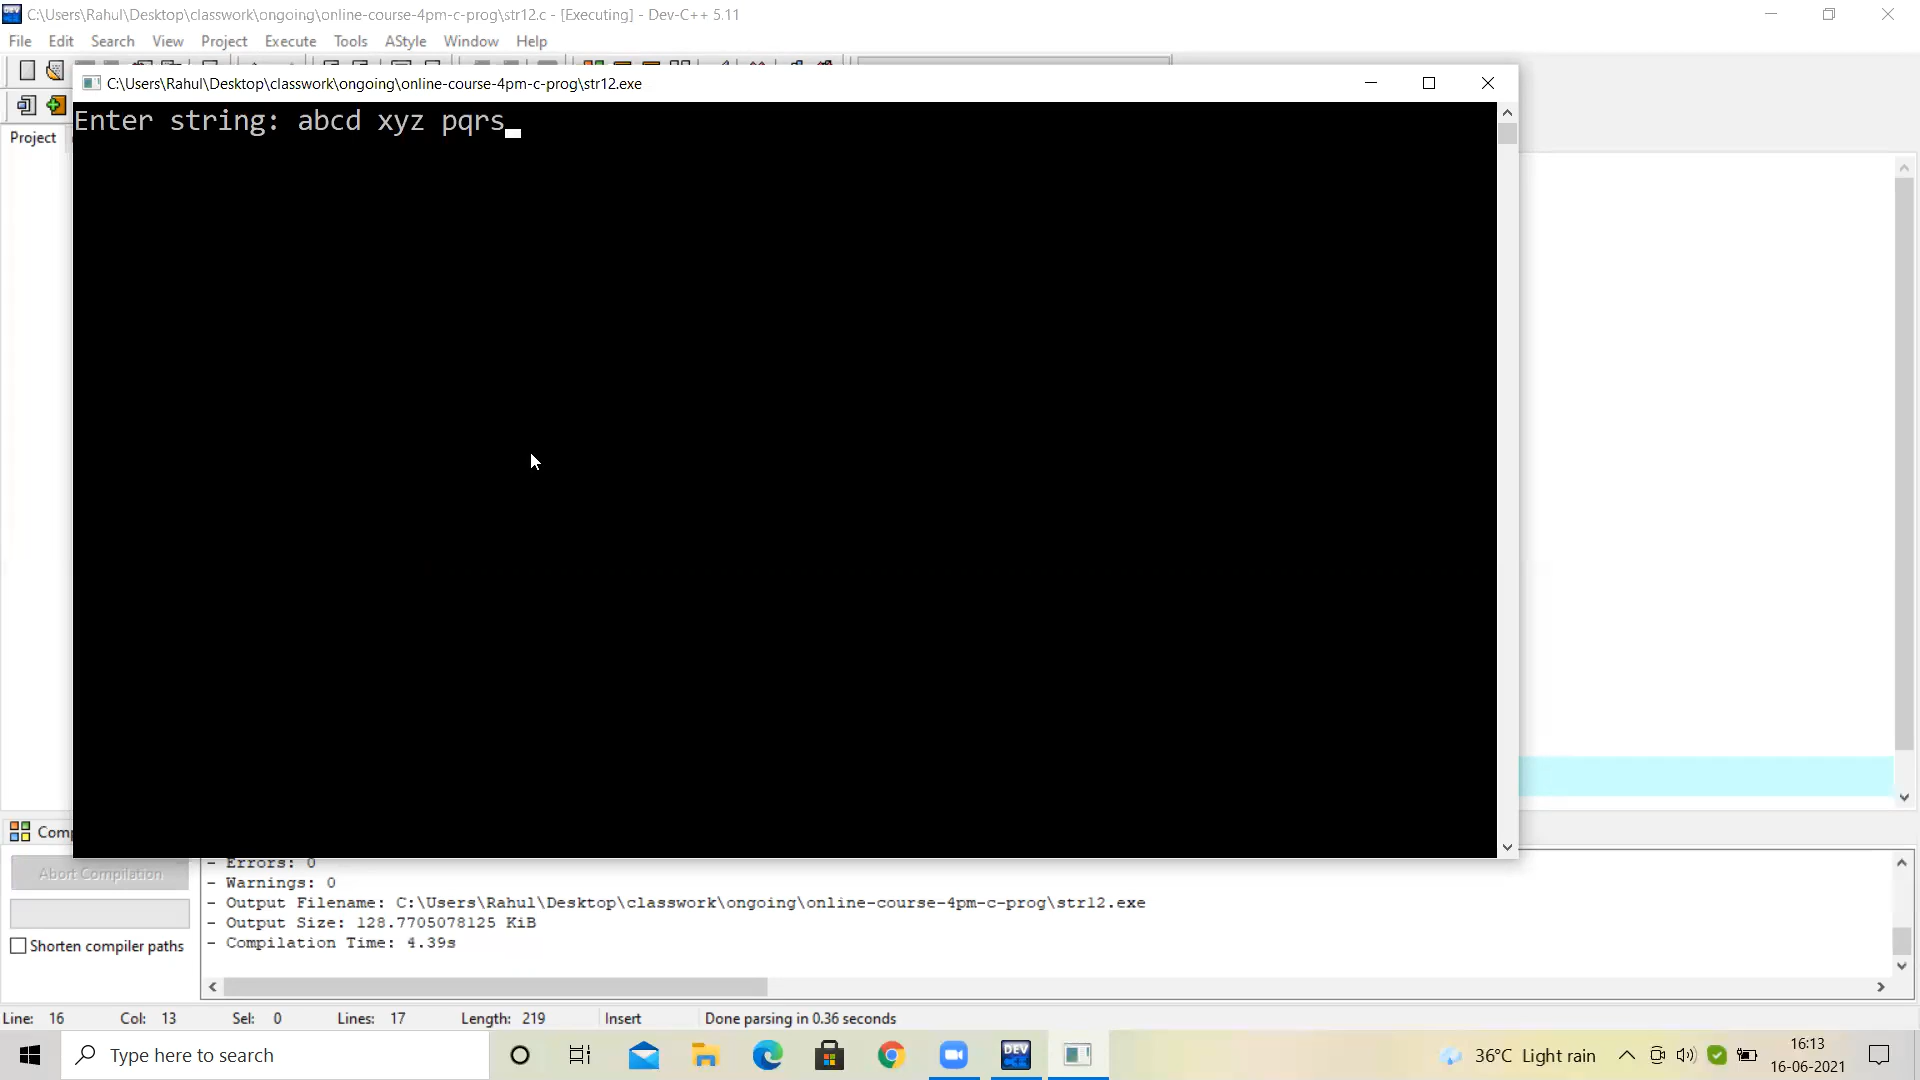 C:\Users\Rahul\Desktop\classwork\ongoing\online-course-4pm-c-prog\str12.c - [Executing] - Dev-C++ 5.11
File Edit Search View Project Execute Tools AStyle Window Help
C:\Users\Rahul\Desktop\classwork\ongoing\online-course-4pm-c-prog\str12.exe
Enter string: abcd xyz pqrs
Project
Abort Compilation
Shorten compiler paths
- Errors: 0
- Warnings: 0
- Output Filename: C:\Users\Rahul\Desktop\classwork\ongoing\online-course-4pm-c-prog\str12.exe
- Output Size: 128.7705078125 KiB
- Compilation Time: 4.39s
Line: 16 Col: 13 Sel: 0 Lines: 17 Length: 219 Insert Done parsing in 0.36 seconds
Type here to search
DEV
36°C Light rain
16:13
16-06-2021